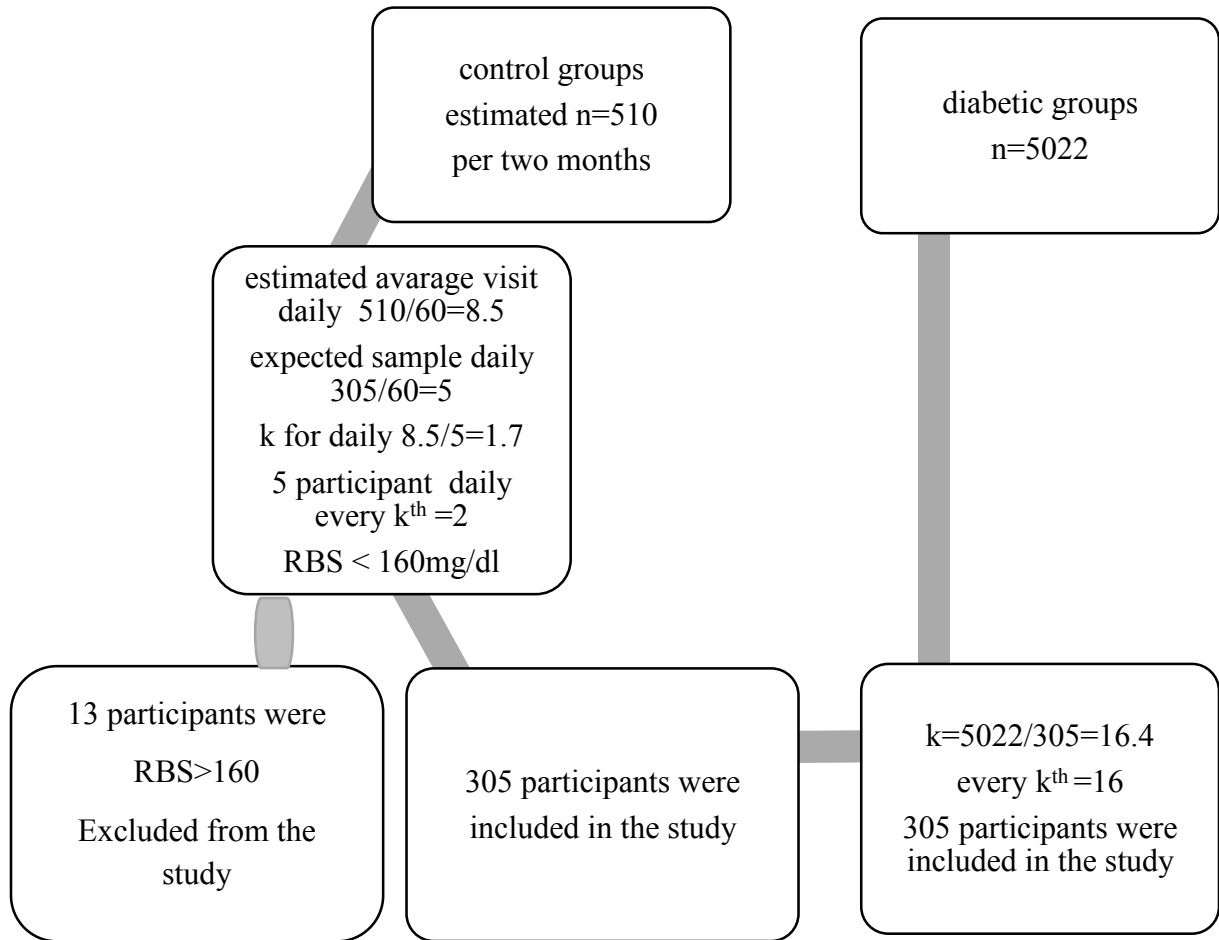 control groups
estimated n=510
per two months
diabetic groups
n=5022
estimated avarage visit
daily 510/60=8.5
expected sample daily
305/60=5
k for daily 8.5/5=1.7
5 participant daily
every kth =2
RBS < 160mg/dl
13 participants were
RBS>160
Excluded from the
study
305 participants were
included in the study
k=5022/305=16.4
every kth =16
305 participants were
included in the study